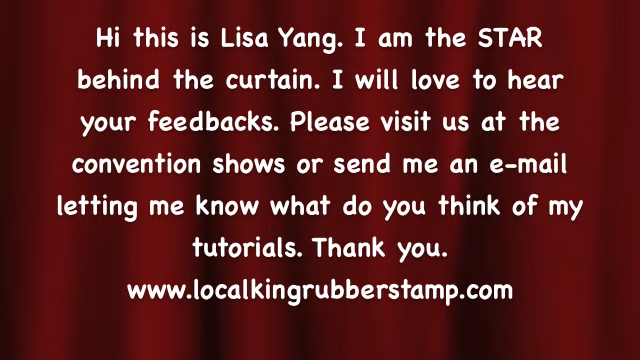 Hi this is Lisa Yang. I am the STAR
behind the curtain. I will love to hear
your feedbacks. Please visit us at the
convention shows or send me an e-mail
letting me know what do you think of my
tutorials. Thank you.
www.localkingrubberstamp.com